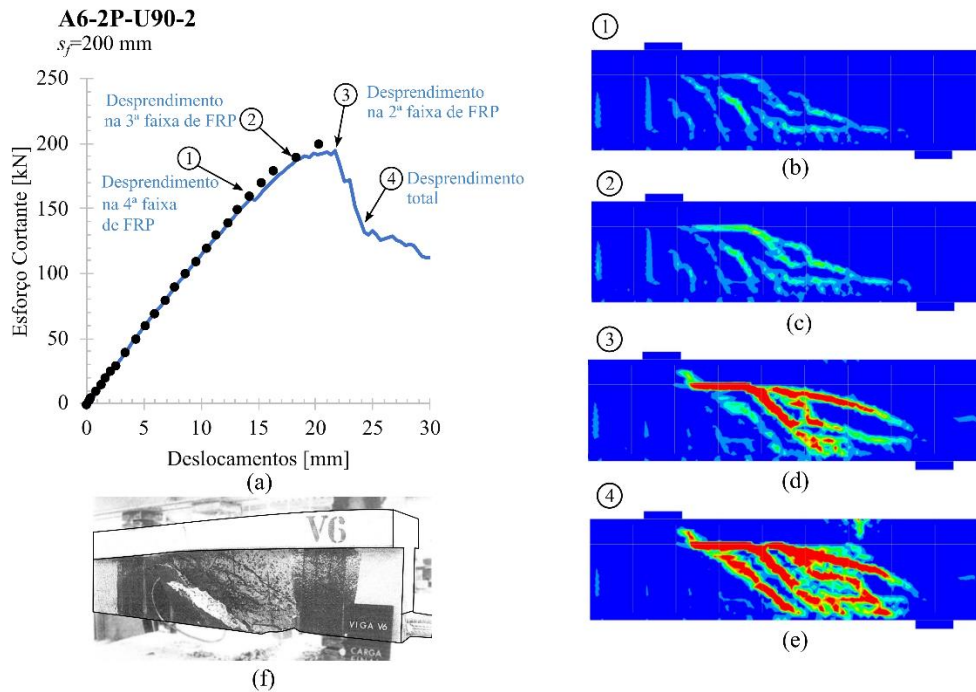 A6-2P-U90-2
s_f=200 mm
250
200
150
100
50
0
Esforço Cortante [kN]
Desprendimento
na 3ª faixa de FRP
2
3
Desprendimento
na 2ª faixa de FRP
1
Desprendimento
na 4ª faixa
de FRP
4
Desprendimento
total
0 5 10 15 20 25 30
Deslocamentos [mm]
(a)
V6
VIGA V6
CARGA
(f)
1
(b)
2
(c)
3
(d)
4
(e)